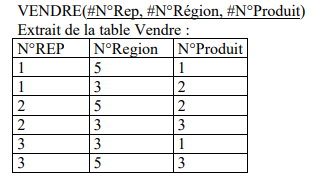 VENDRE(#N°Rep, #N°Région, #N°Produit)
Extrait de la table Vendre :
N°REP N°Region N°Produit
1 5 1
1 3 2
2 5 2
2 3 3
3 3 1
3 5 3